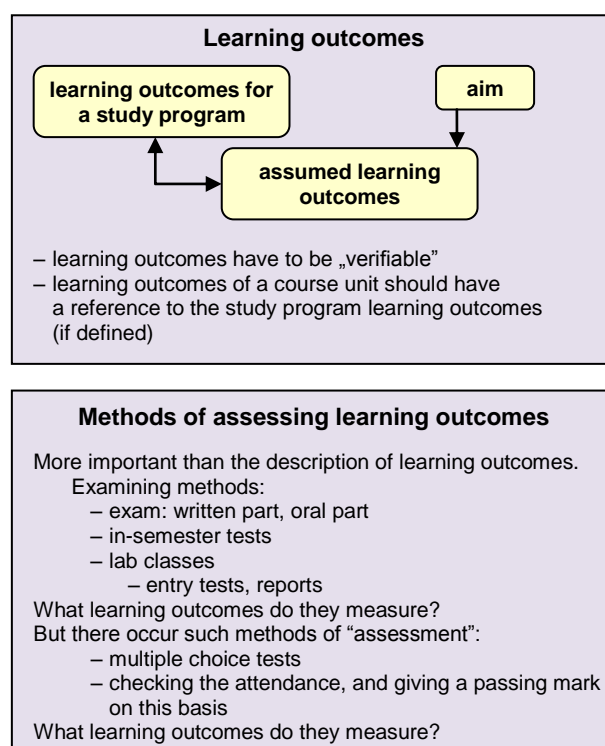 Learning outcomes
learning outcomes for
a study program
aim
assumed learning
outcomes
– learning outcomes have to be „verifiable”
– learning outcomes of a course unit should have
a reference to the study program learning outcomes
(if defined)
Methods of assessing learning outcomes
More important than the description of learning outcomes.
Examining methods:
– exam: written part, oral part
– in-semester tests
– lab classes
– entry tests, reports
What learning outcomes do they measure?
But there occur such methods of “assessment”:
– multiple choice tests
– checking the attendance, and giving a passing mark
on this basis
What learning outcomes do they measure?